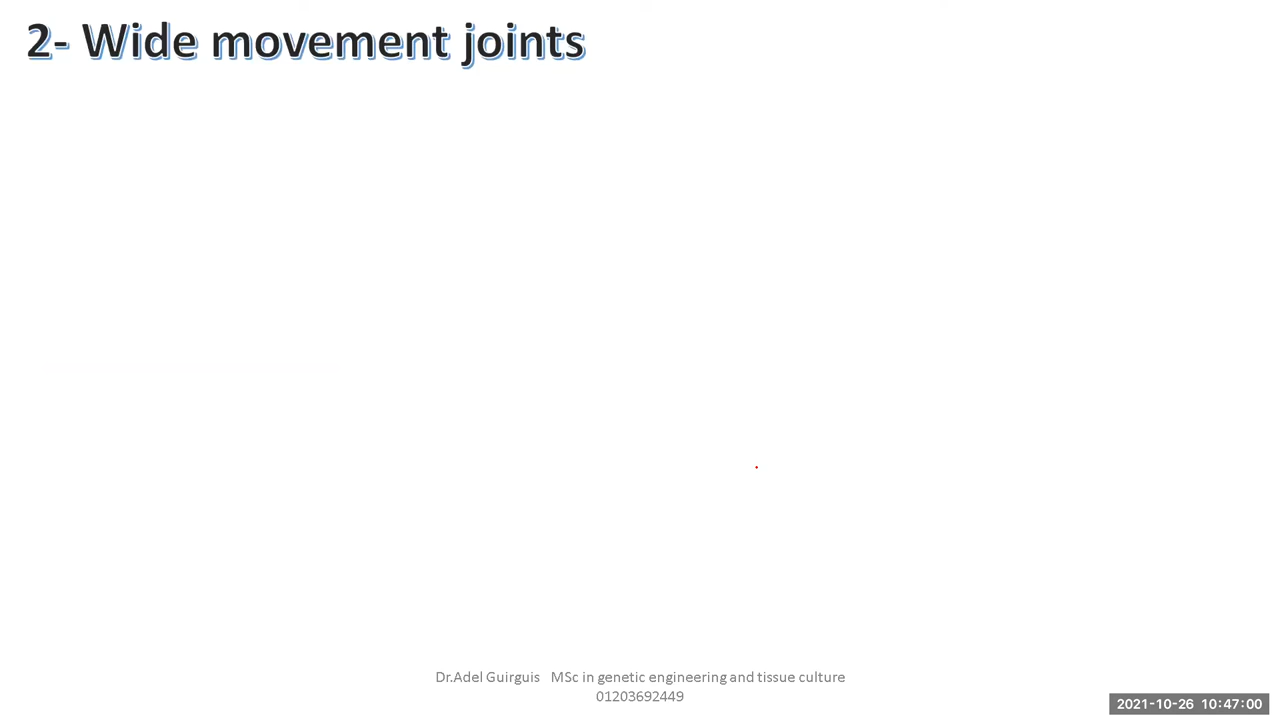 2- Wide movement joints
Dr.Adel Guirguis MSc in genetic engineering and tissue culture
01203692449
2021-10-26 10:47:00